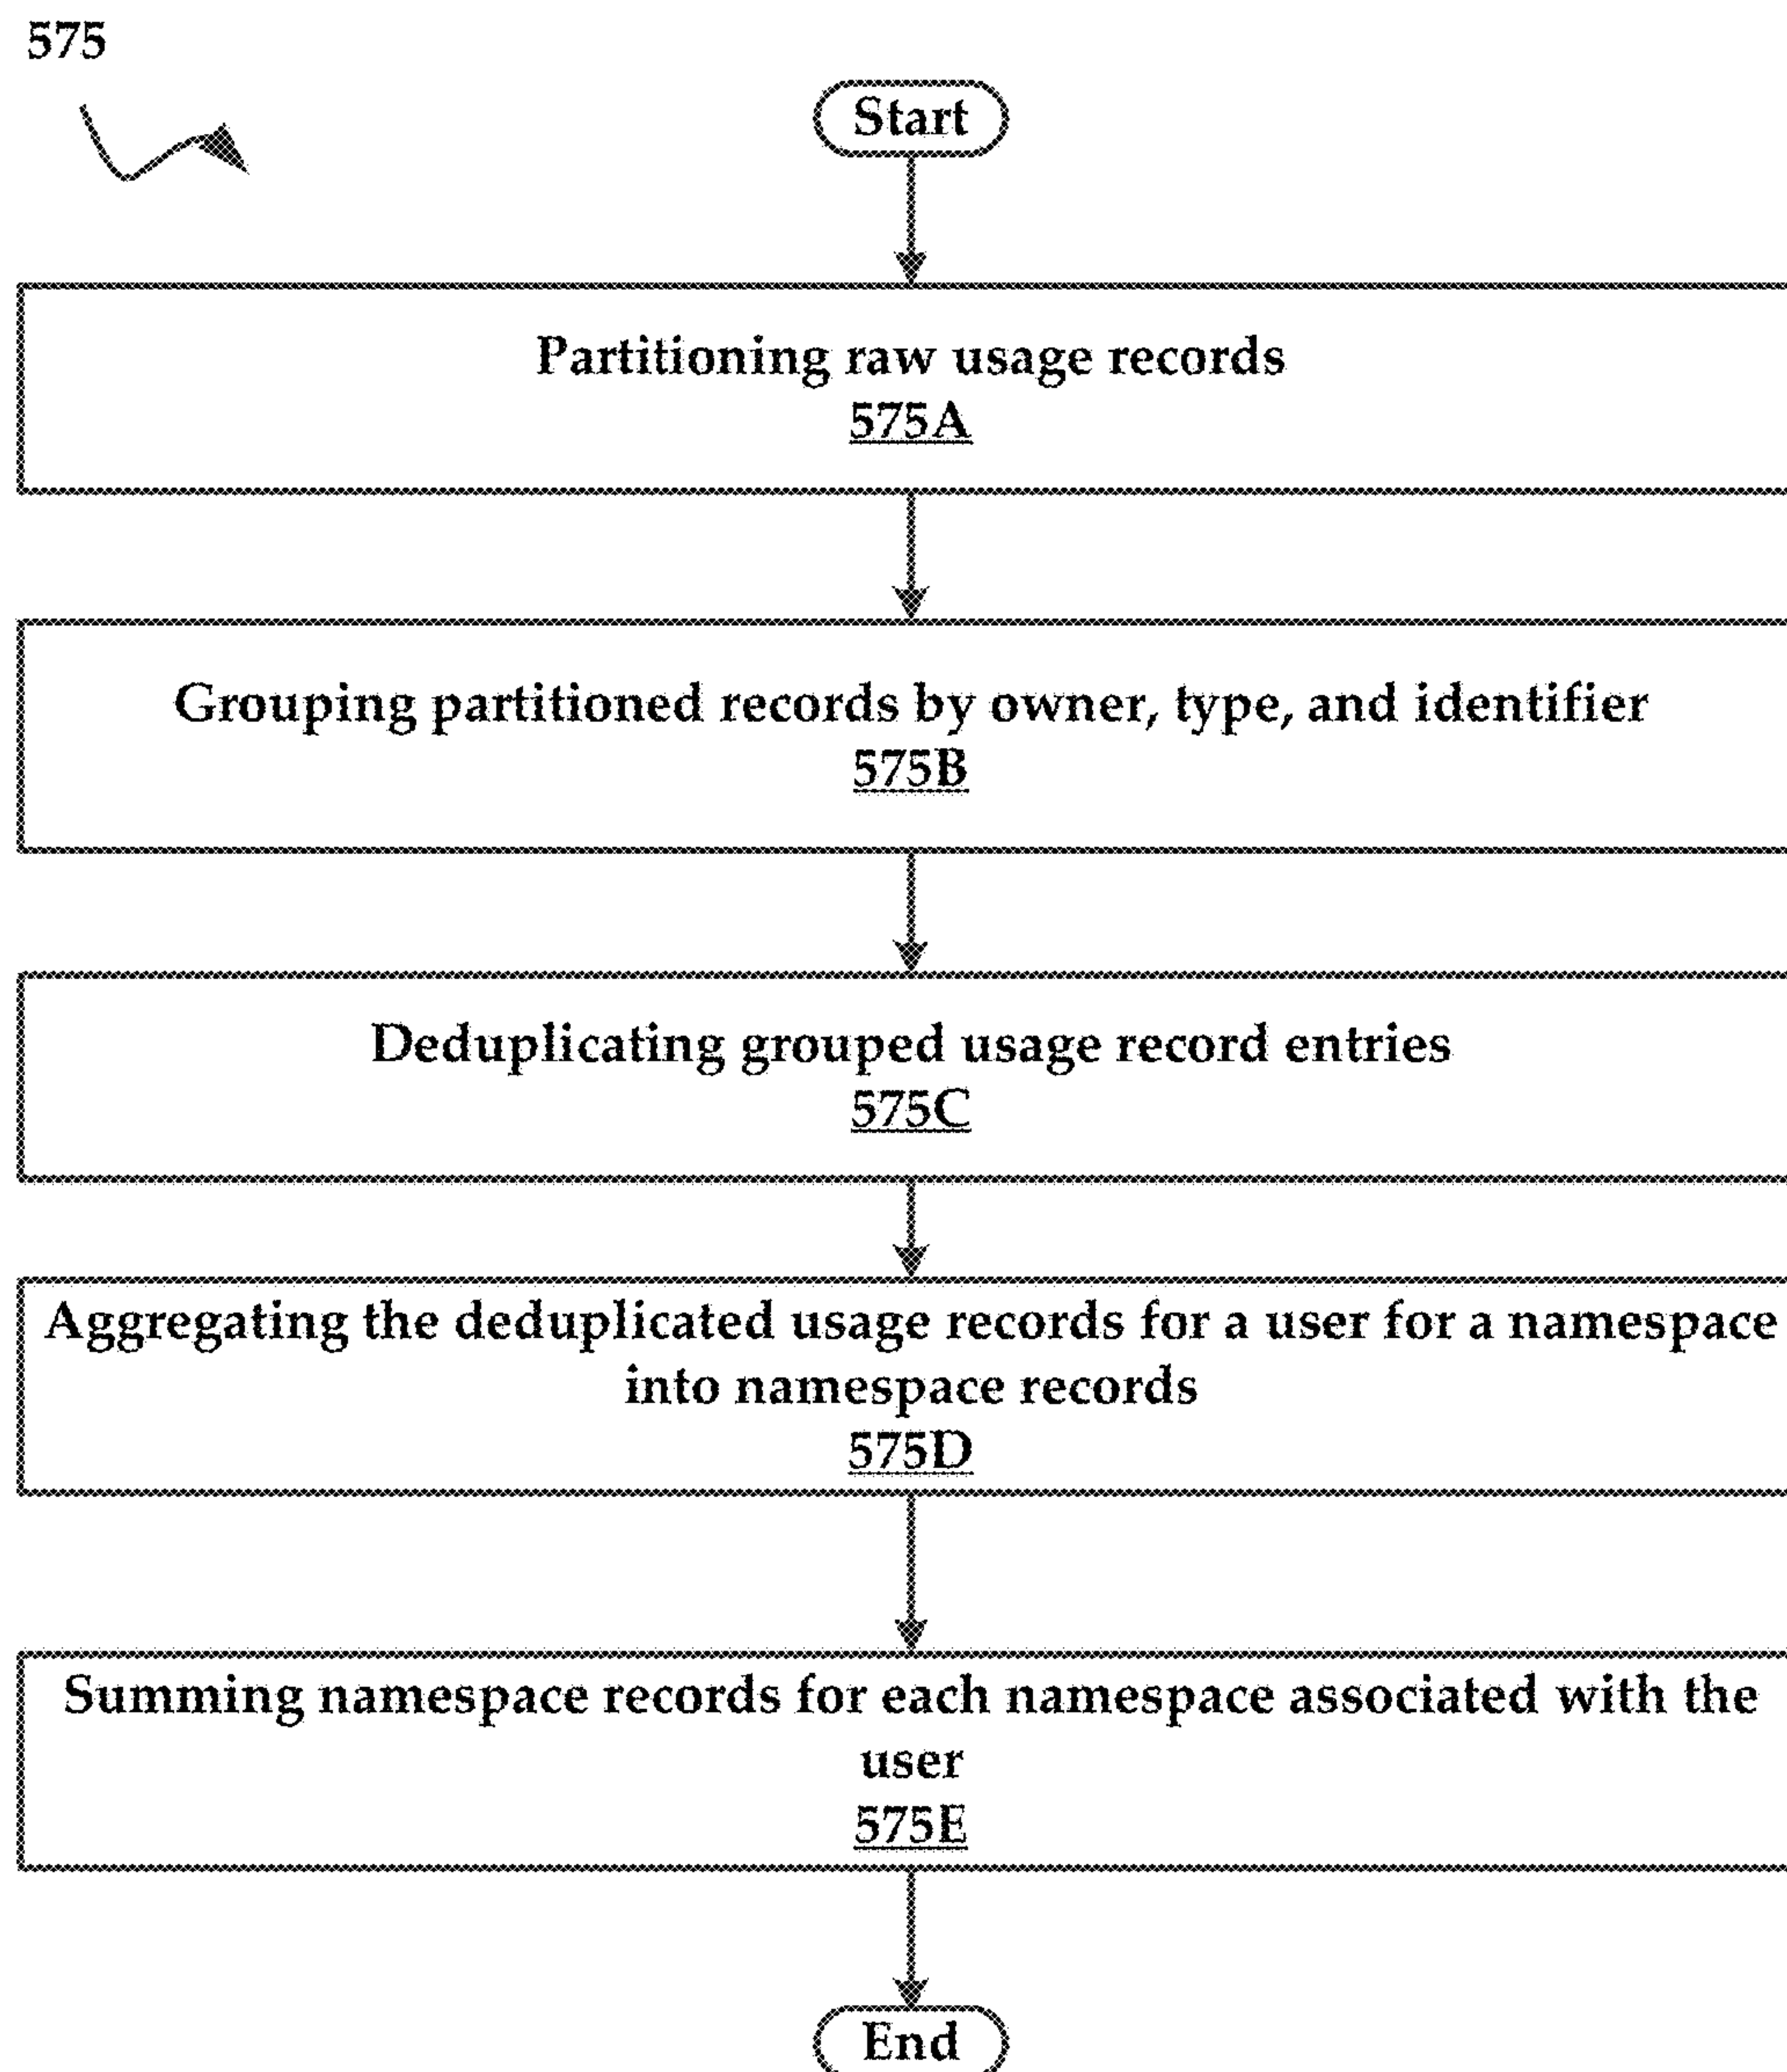 575
Start
Partitioning raw usage records
575A
Grouping partitioned records by owner, type, and identifier
575B
Deduplicating grouped usage record entries
575C
Aggregating the deduplicated usage records for a user for a namespace
into namespace records
575D
Summing namespace records for each namespace associated with the
user
575E
End